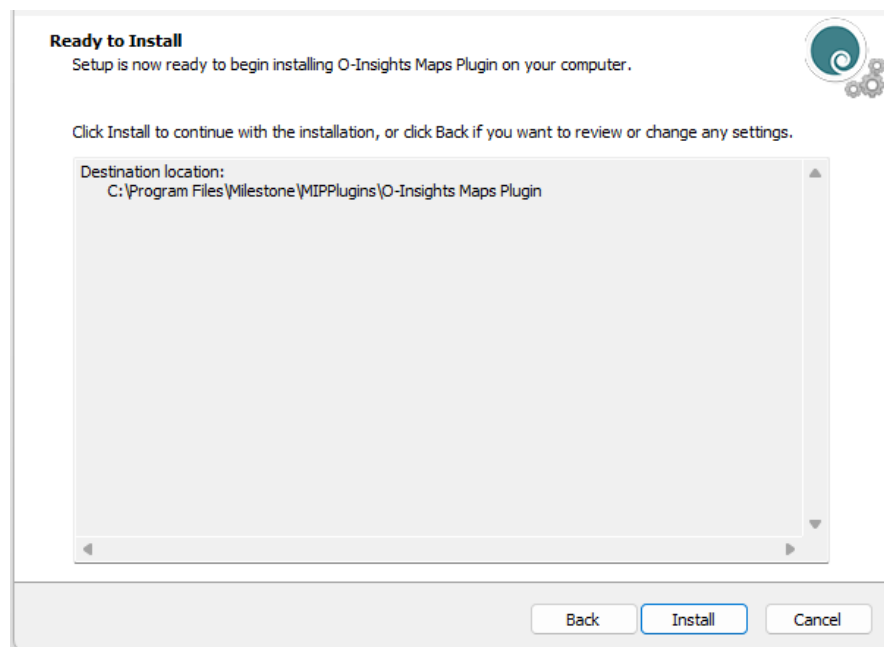 Ready to Install
Setup is now ready to begin installing O-Insights Maps Plugin on your computer.
Click Install to continue with the installation, or click Back if you want to review or change any settings.
Destination location:
C:\Program Files\Milestone\MIPPlugins\O-Insights Maps Plugin
Back Install Cancel